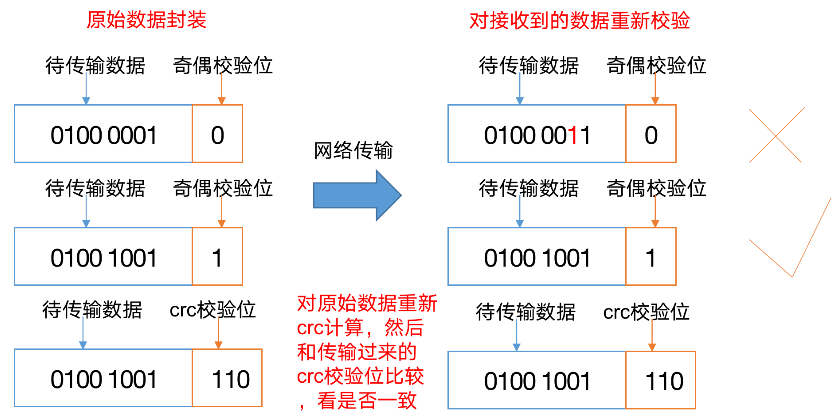 原始数据封装
对接收到的数据重新校验
待传输数据 奇偶校验位
待传输数据 奇偶校验位
0100 0001 0
0100 0011 0
网络传输
待传输数据 奇偶校验位
待传输数据 奇偶校验位
0100 1001 1
0100 1001 1
待传输数据 crc校验位
对原始数据重新
crc计算，然后
和传输过来的
crc校验位比较
，看是否一致
待传输数据 crc校验位
0100 1001 110
0100 1001 110